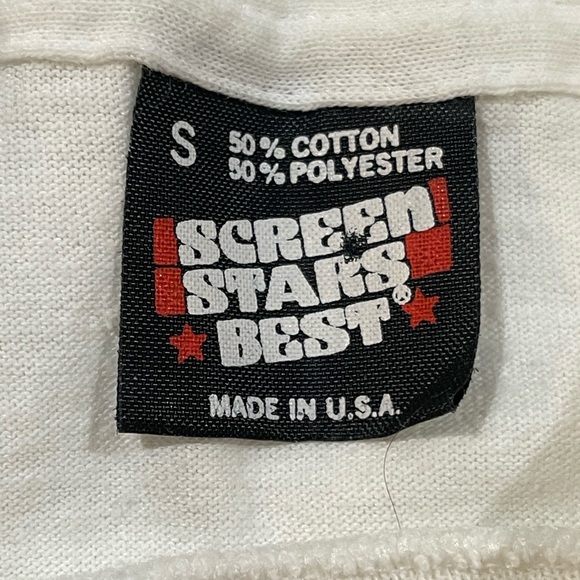 S
50% COTTON
50% POLYESTER
SCREEN
STARS
BEST®
MADE IN U.S.A.